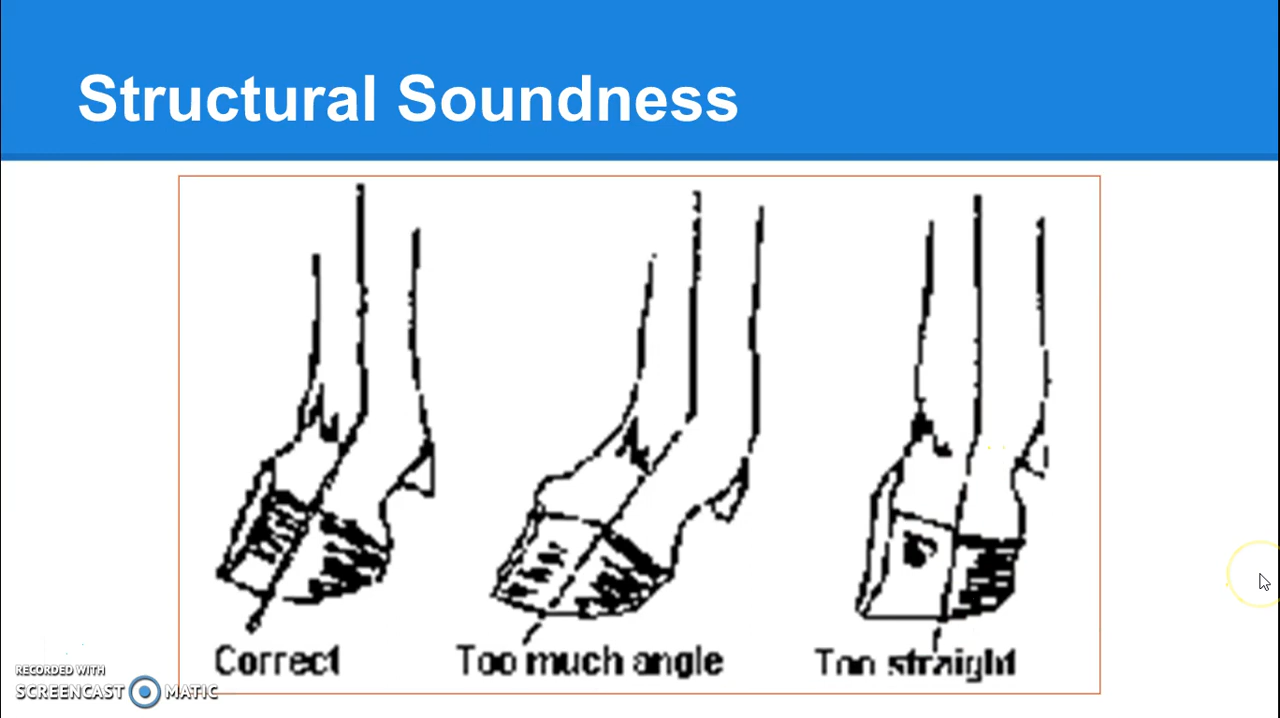 Structural Soundness
Correct
Too much angle
Too straight
RECORDED WITH
SCREENCAST MATIC